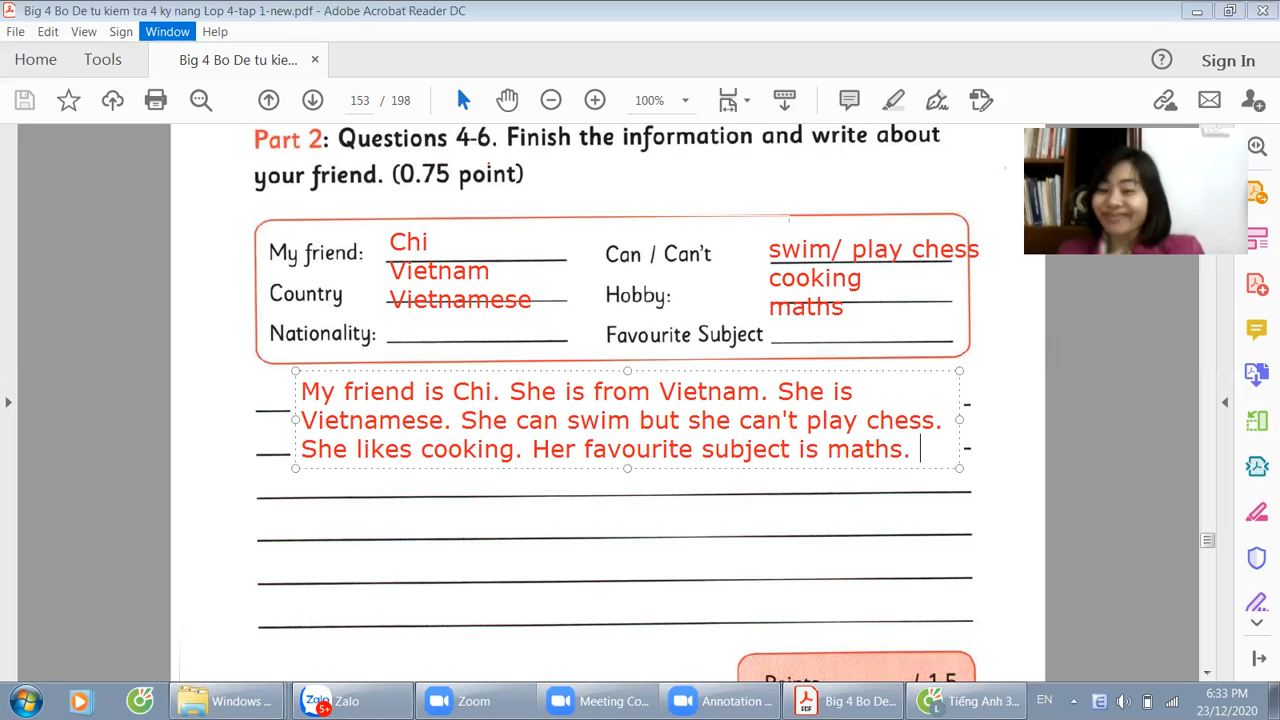 Big 4 Bo De tu kiem tra 4 ky nang Lop 4-tap 1-new.pdf - Adobe Acrobat Reader DC
File Edit View Sign Window Help
Home Tools Big 4 Bo De tu kie... × Sign In
153 / 198 100%
Part 2: Questions 4-6. Finish the information and write about
your friend. (0.75 point)
My friend: Chi Can / Can't swim/ play chess
Country Vietnam Hobby: cooking
Nationality: Vietnamese Favourite Subject maths
My friend is Chi. She is from Vietnam. She is
Vietnamese. She can swim but she can't play chess.
She likes cooking. Her favourite subject is maths.
Windows ... Zalo Zoom Meeting Co... Annotation ... Big 4 Bo De... Tiếng Anh 3... EN 6:33 PM
Zalo 5+ 23/12/2020